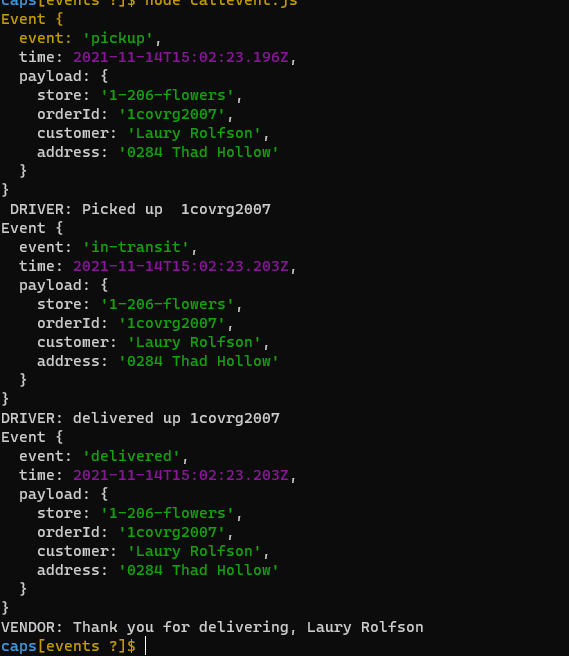 caps[events ?]$ node callevent.js
Event {
  event: 'pickup',
  time: 2021-11-14T15:02:23.196Z,
  payload: {
    store: '1-206-flowers',
    orderId: '1covrg2007',
    customer: 'Laury Rolfson',
    address: '0284 Thad Hollow'
  }
}
 DRIVER: Picked up  1covrg2007
Event {
  event: 'in-transit',
  time: 2021-11-14T15:02:23.203Z,
  payload: {
    store: '1-206-flowers',
    orderId: '1covrg2007',
    customer: 'Laury Rolfson',
    address: '0284 Thad Hollow'
  }
}
DRIVER: delivered up 1covrg2007
Event {
  event: 'delivered',
  time: 2021-11-14T15:02:23.203Z,
  payload: {
    store: '1-206-flowers',
    orderId: '1covrg2007',
    customer: 'Laury Rolfson',
    address: '0284 Thad Hollow'
  }
}
VENDOR: Thank you for delivering, Laury Rolfson
caps[events ?]$